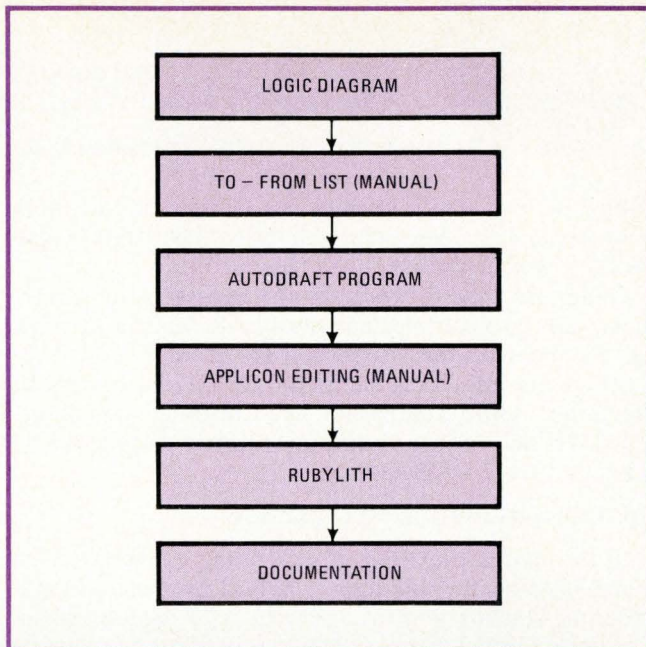 LOGIC DIAGRAM
TO – FROM LIST (MANUAL)
AUTODRAFT PROGRAM
APPLICON EDITING (MANUAL)
RUBYLITH
DOCUMENTATION